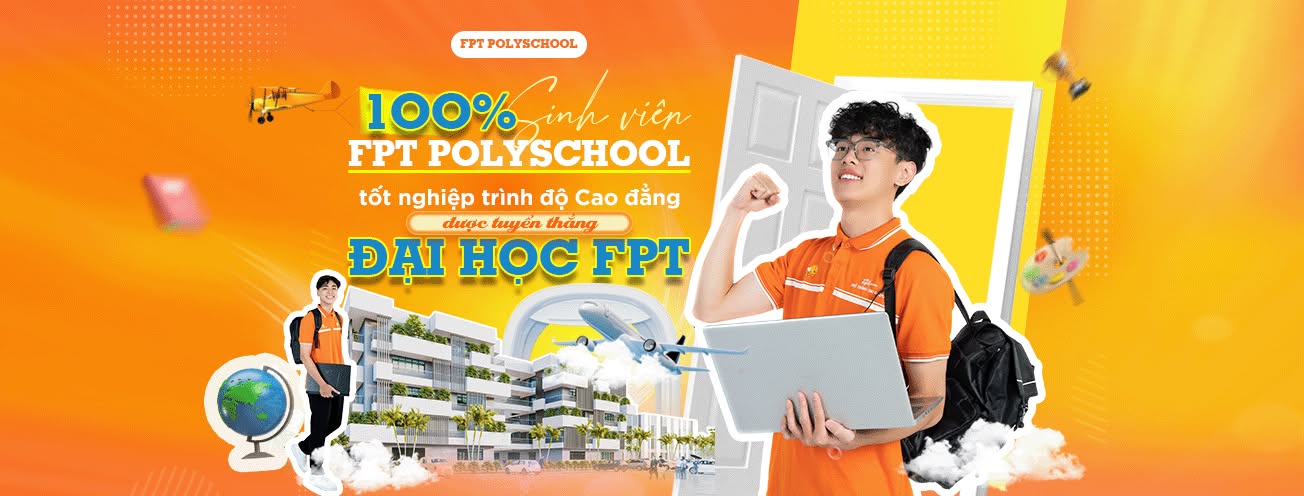 FPT POLYSCHOOL
100% Sinh viên
FPT POLYSCHOOL
tốt nghiệp trình độ Cao đẳng
được tuyển thẳng
ĐẠI HỌC FPT